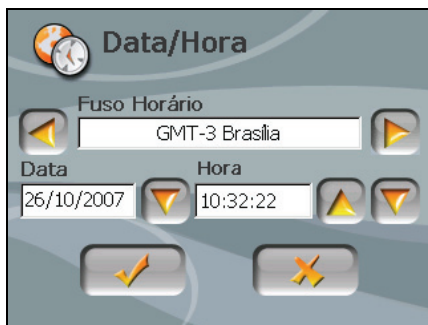 Data/Hora
Fuso Horário
GMT-3 Brasília
Data Hora
26/10/2007 10:32:22